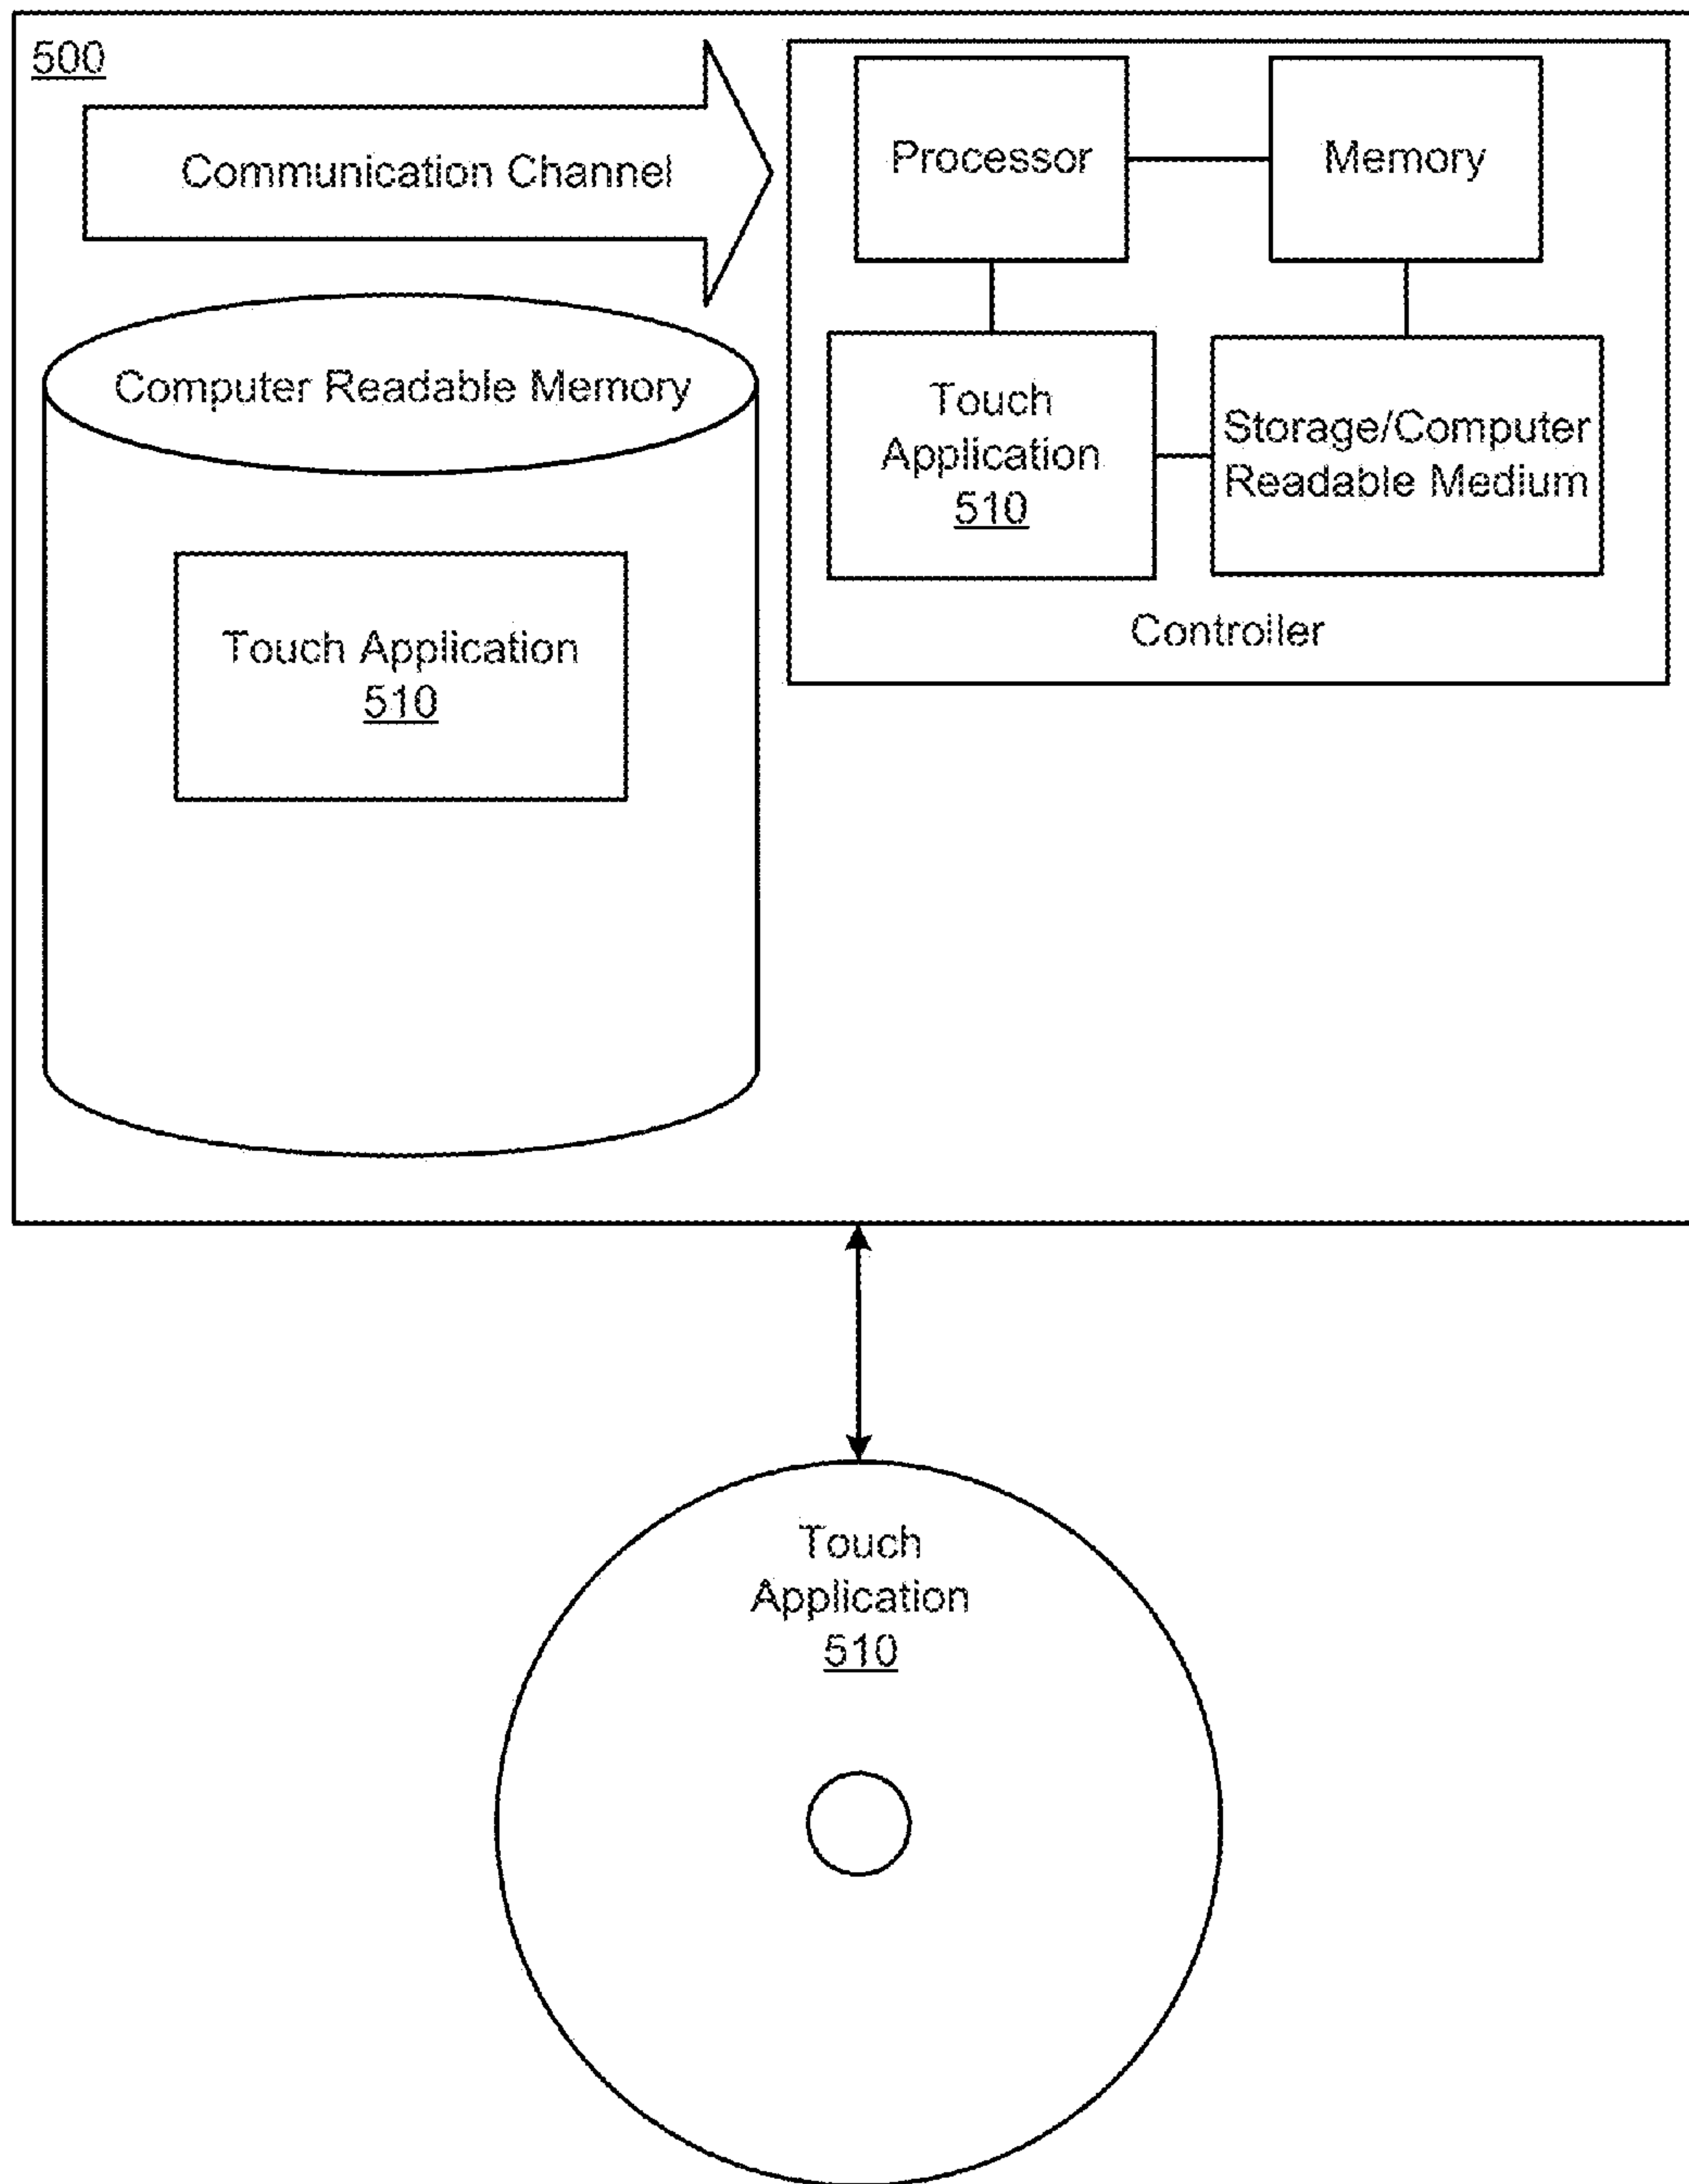 500
Communication Channel
Processor
Memory
Computer Readable Memory
Touch
Application
510
Storage/Computer
Readable Medium
Controller
Touch Application
510
Touch
Application
510